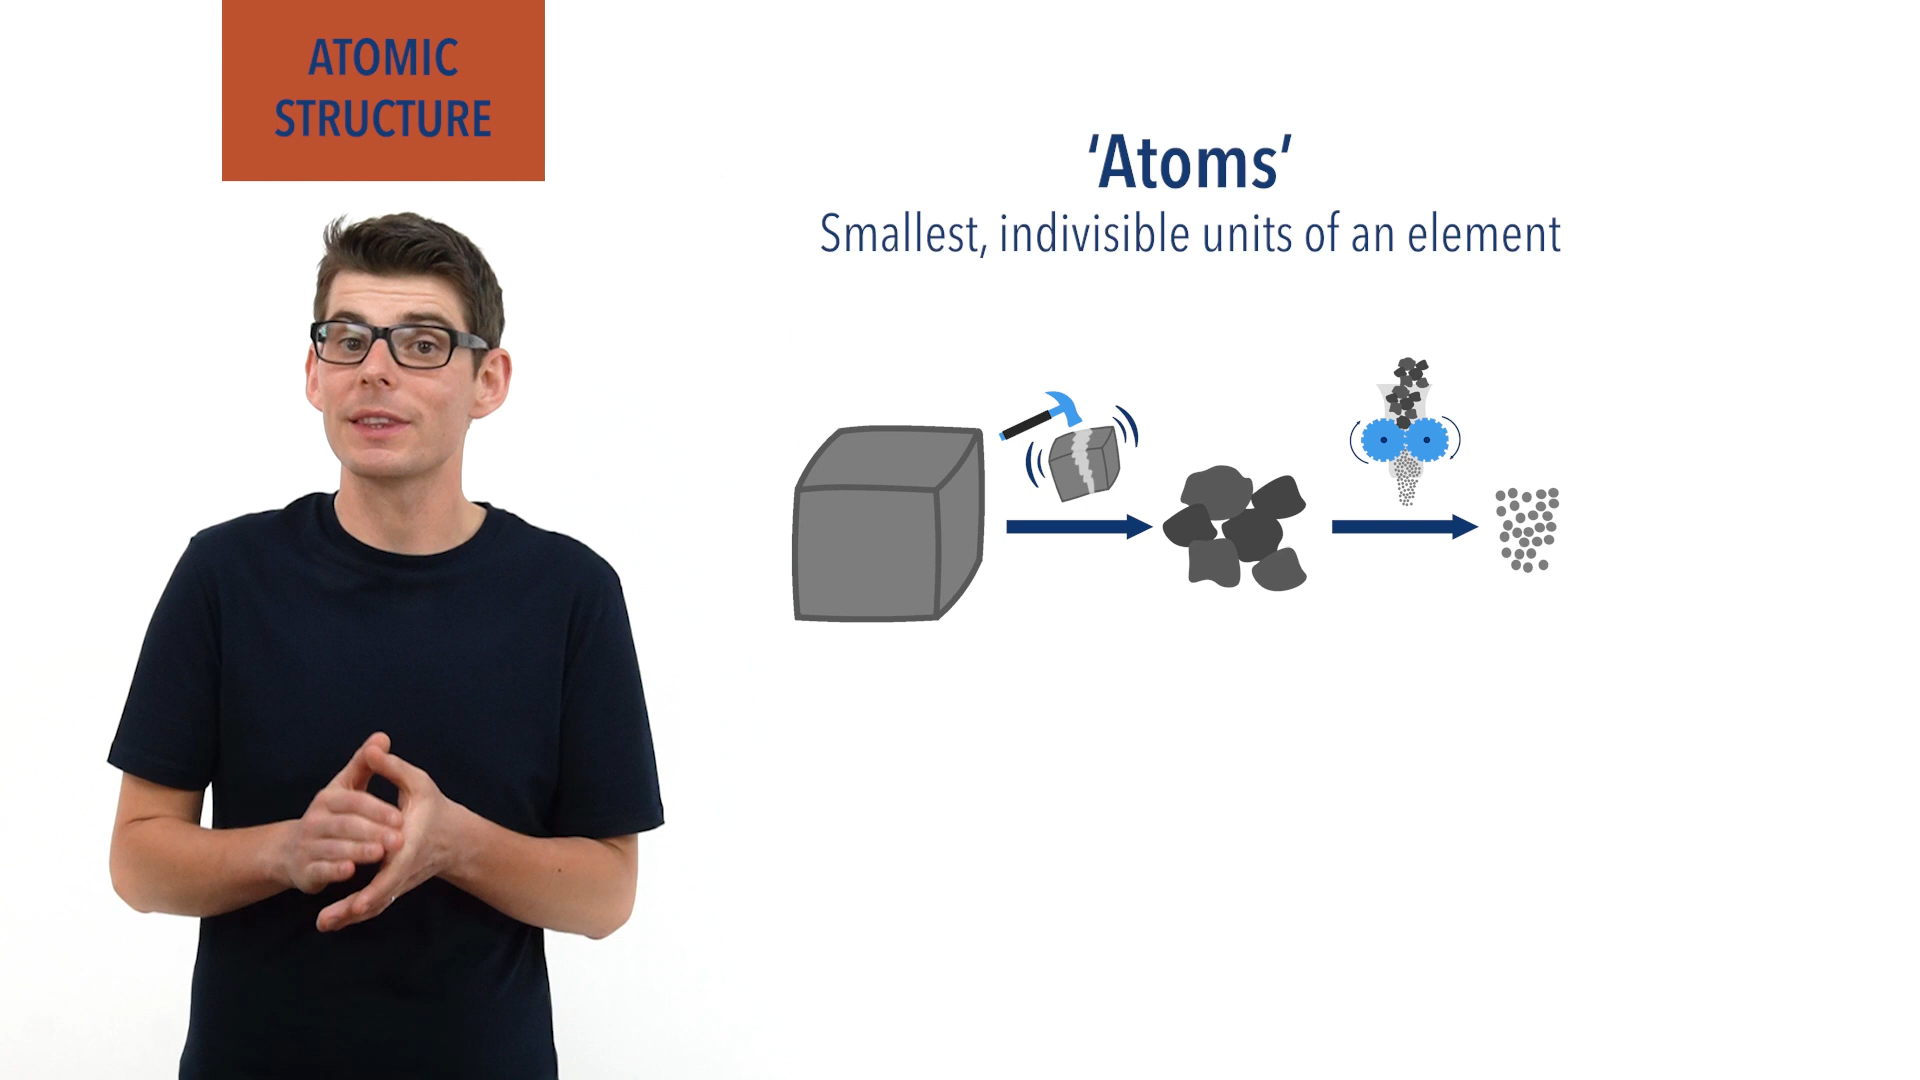 ATOMIC
STRUCTURE
‘Atoms‘
Smallest, indivisible units of an element